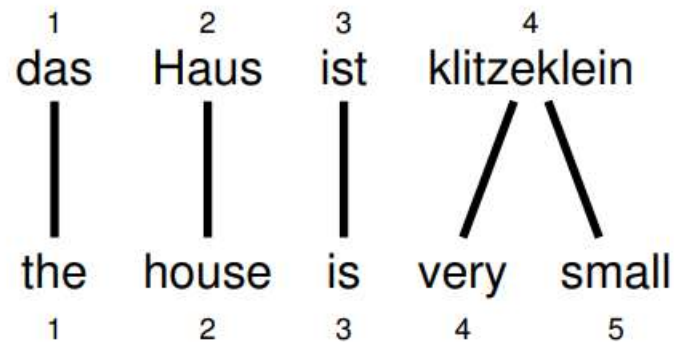 1 2 3 4
das Haus ist klitzeklein
the house is very small
1 2 3 4 5